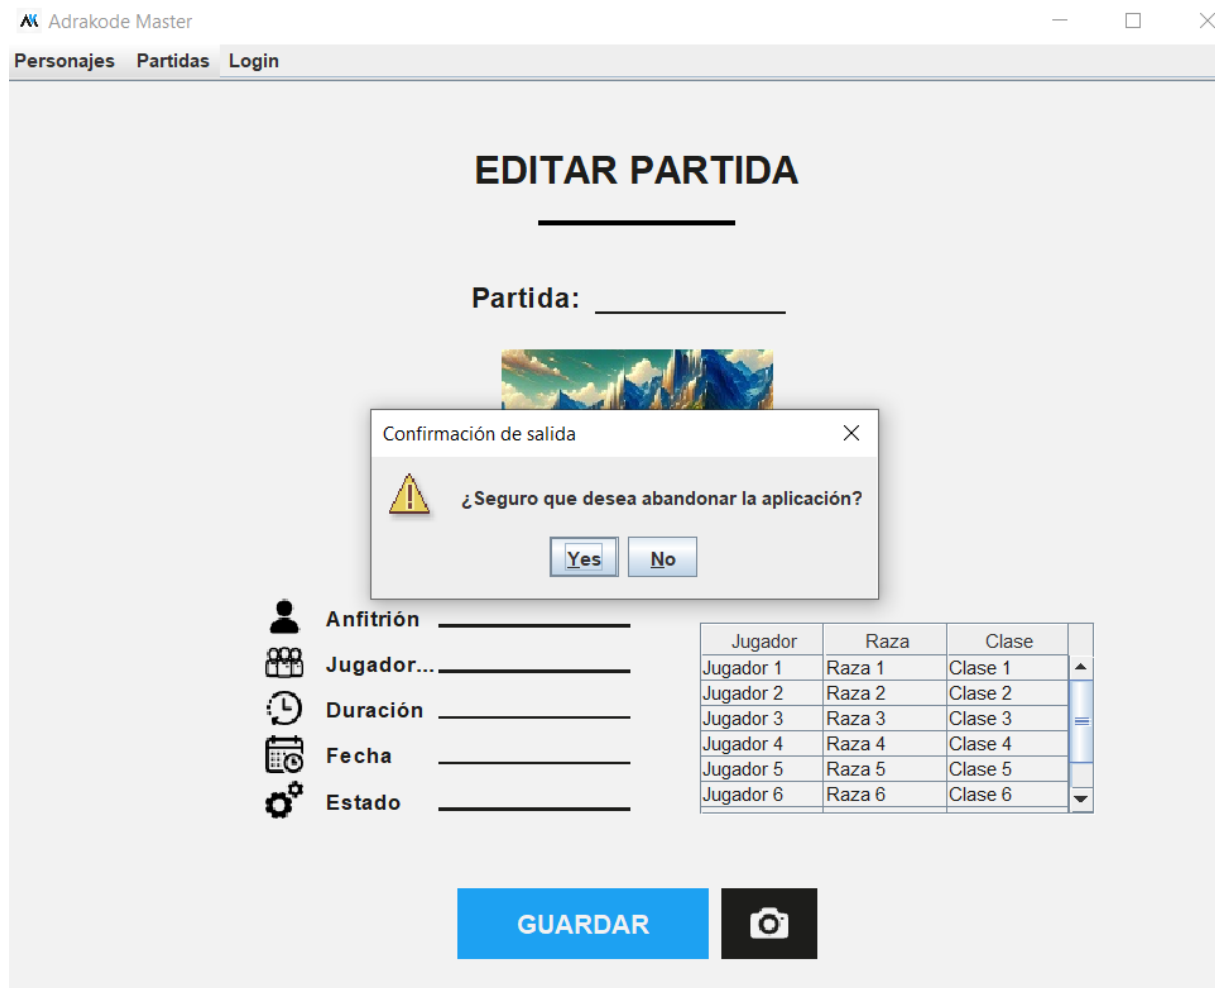 Adrakode Master
Personajes Partidas Login
EDITAR PARTIDA
Partida:
Confirmación de salida
¿Seguro que desea abandonar la aplicación?
Yes No
Anfitrión
Jugador...
Duración
Fecha
Estado
Jugador Raza Clase
Jugador 1 Raza 1 Clase 1
Jugador 2 Raza 2 Clase 2
Jugador 3 Raza 3 Clase 3
Jugador 4 Raza 4 Clase 4
Jugador 5 Raza 5 Clase 5
Jugador 6 Raza 6 Clase 6
GUARDAR